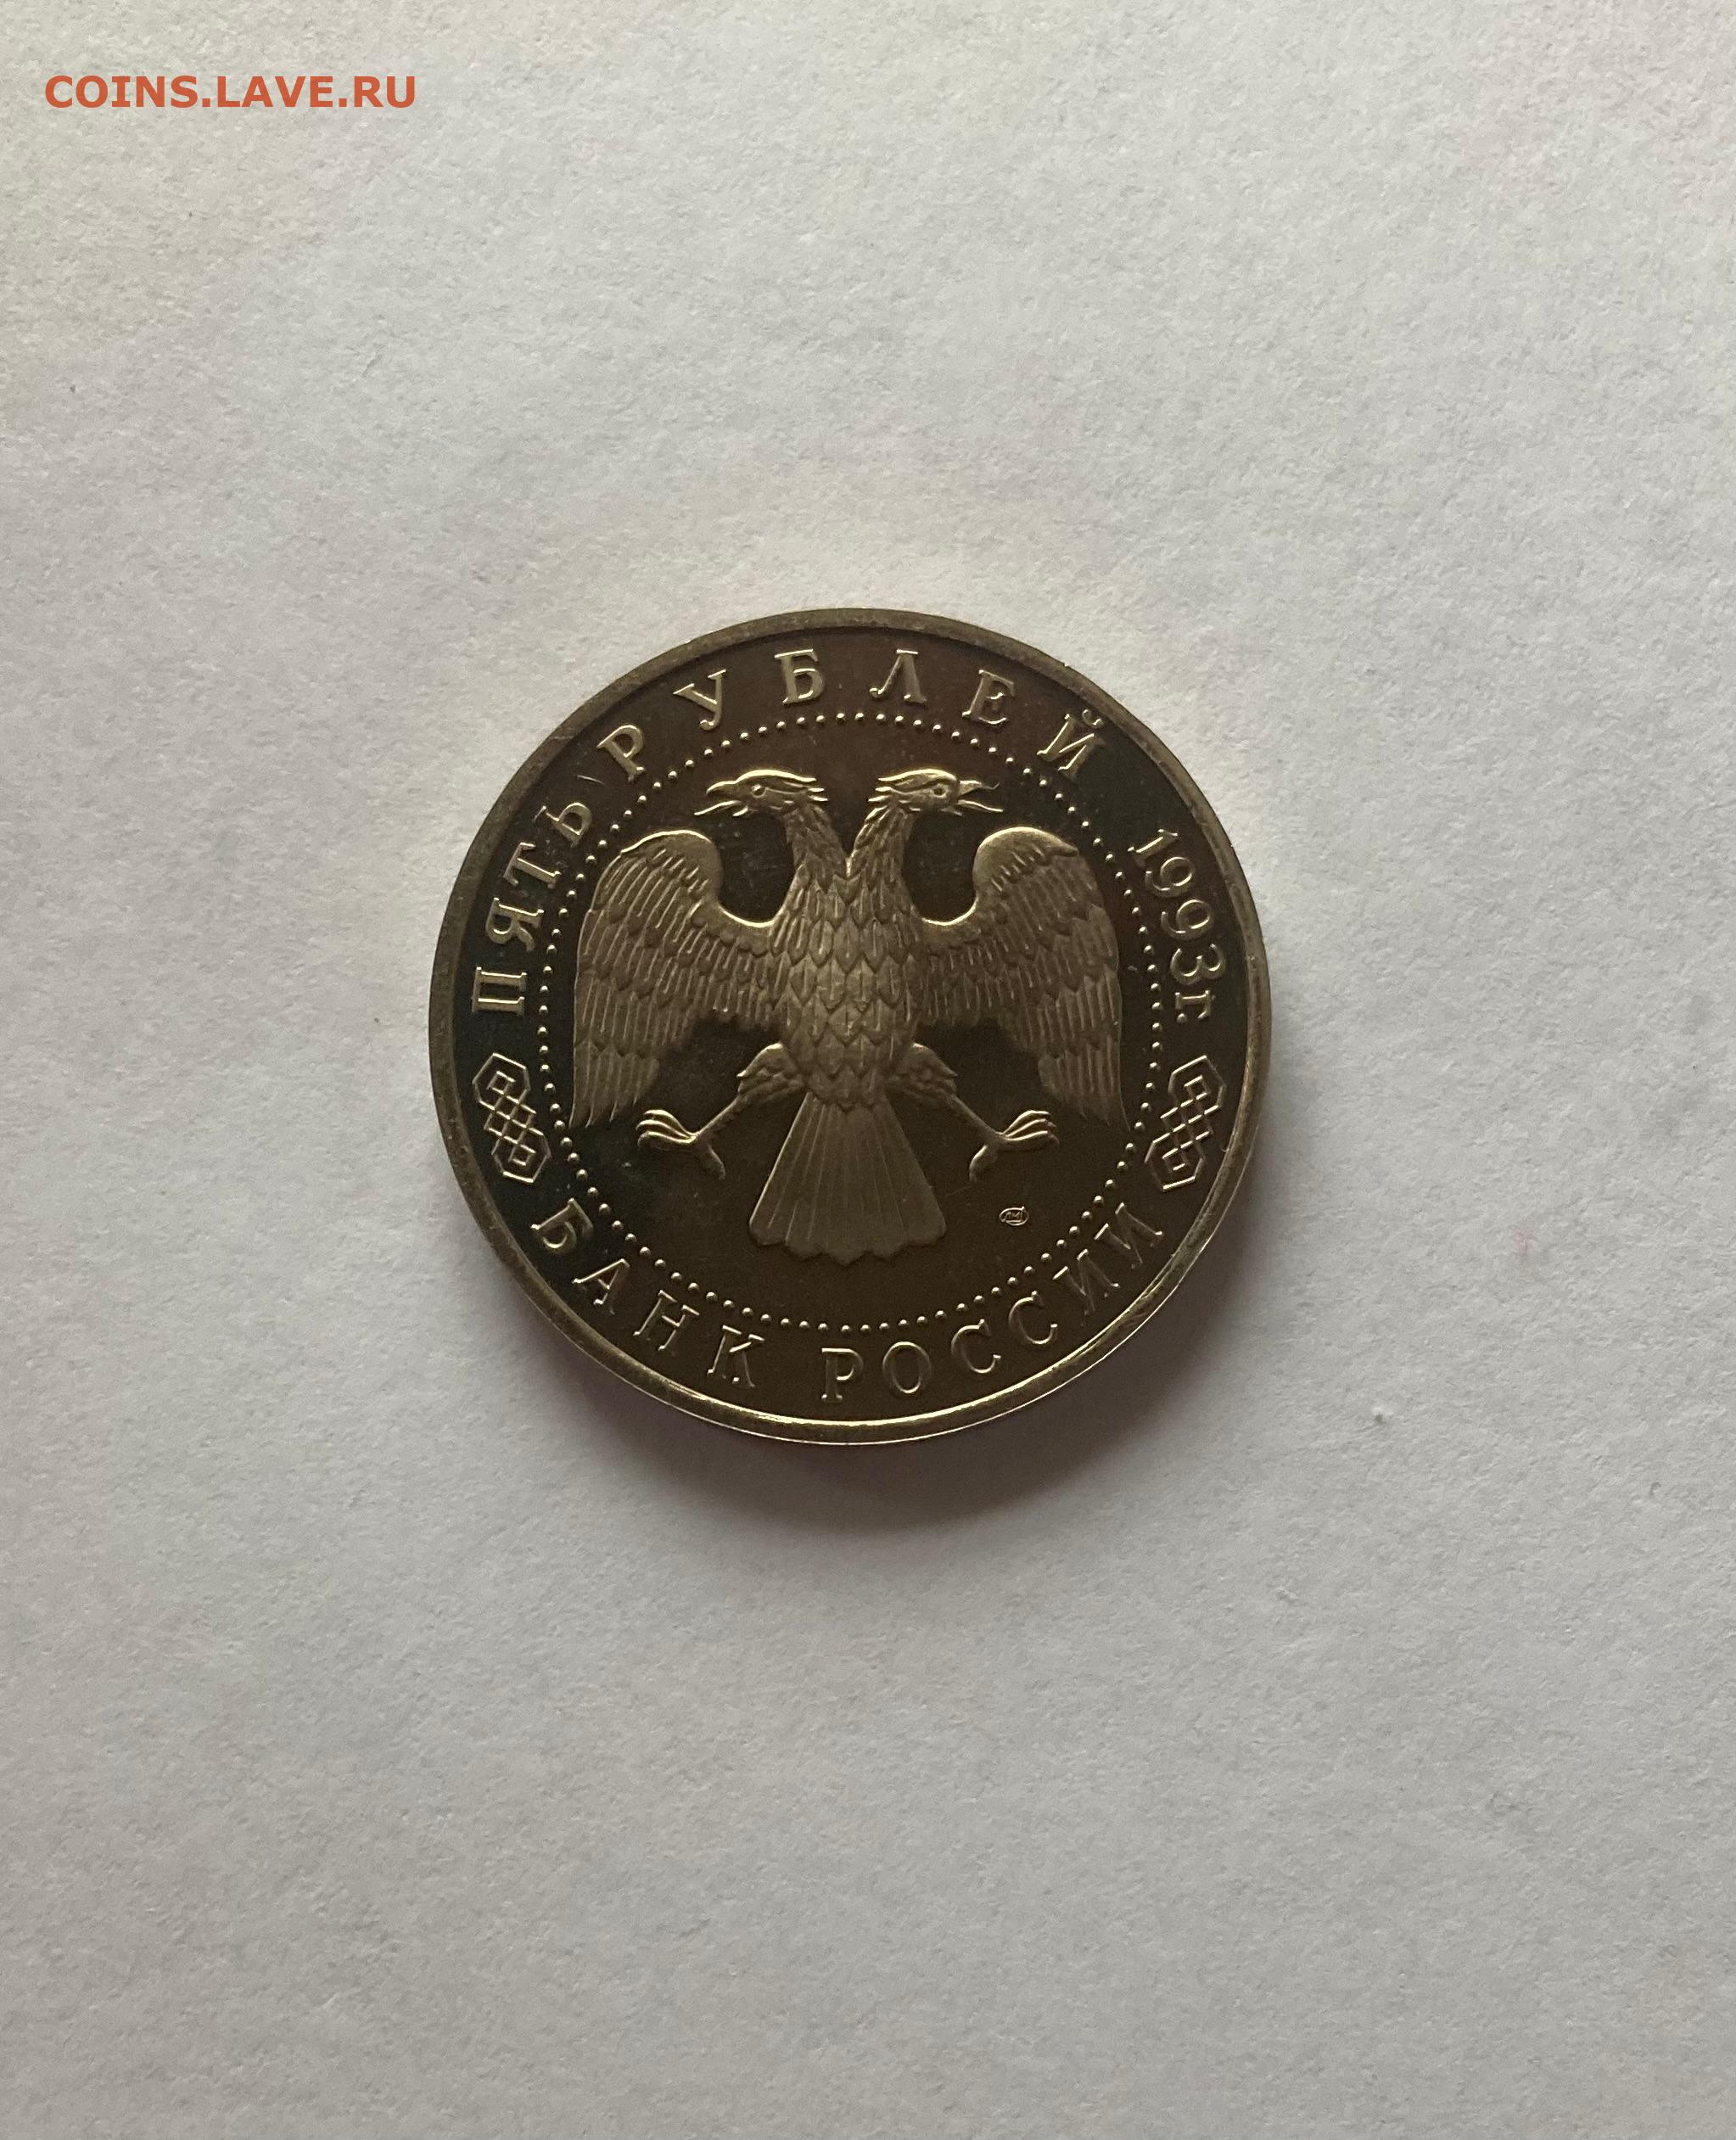 COINS.LAVE.RU
ПЯТЬ РУБЛЕЙ 1993г.
БАНК РОССИИ